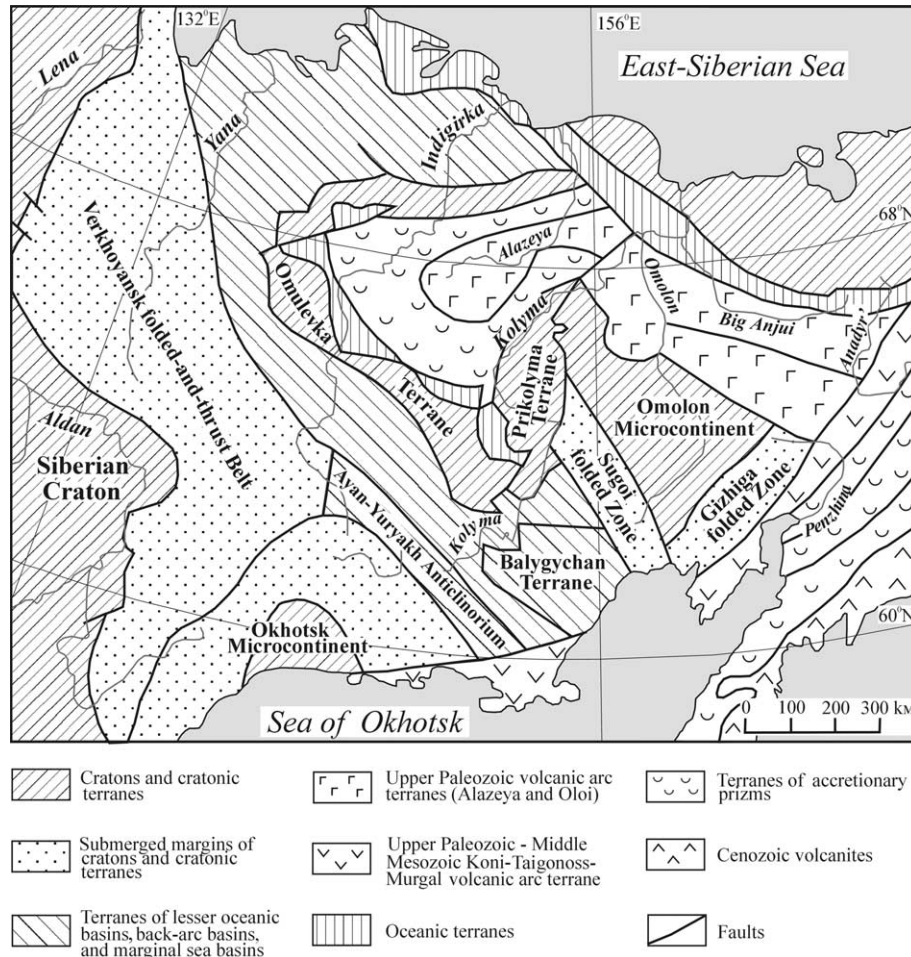 132⁰E
156⁰E
Lena
East-Siberian Sea
Yana
Indigirka
68⁰N
Verkhoyansk folded-and-thrust Belt
Alazeya
Omulevka
Terrane
Kolyma
Omolon
Big Anjui
Anadyr'
Prikolyma
Terrane
Omolon
Microcontinent
Aldan
Siberian
Craton
Sugoi
folded Zone
Gizhiga
folded Zone
Penzhina
Ayan-Yuryakh Anticlinorium
Kolyma
Balygychan
Terrane
Okhotsk
Microcontinent
60⁰N
Sea of Okhotsk
0 100 200 300 км
Cratons and cratonic
terranes
Upper Paleozoic volcanic arc
terranes (Alazeya and Oloi)
Terranes of accretionary
prizms
Submerged margins of
cratons and cratonic
terranes
Upper Paleozoic - Middle
Mesozoic Koni-Taigonoss-
Murgal volcanic arc terrane
Cenozoic volcanites
Terranes of lesser oceanic
basins, back-arc basins,
and marginal sea basins
Oceanic terranes
Faults